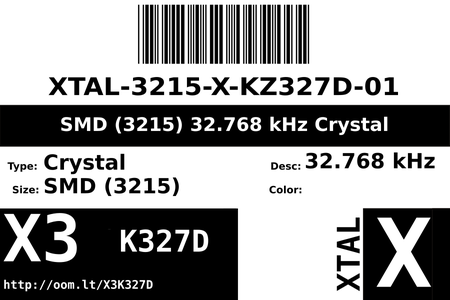 XTAL-3215-X-KZ327D-01
SMD (3215) 32.768 kHz Crystal
Type: Crystal
Desc: 32.768 kHz
Size: SMD (3215)
Color:
X3
K327D
http://oom.lt/X3K327D
XTAL
X